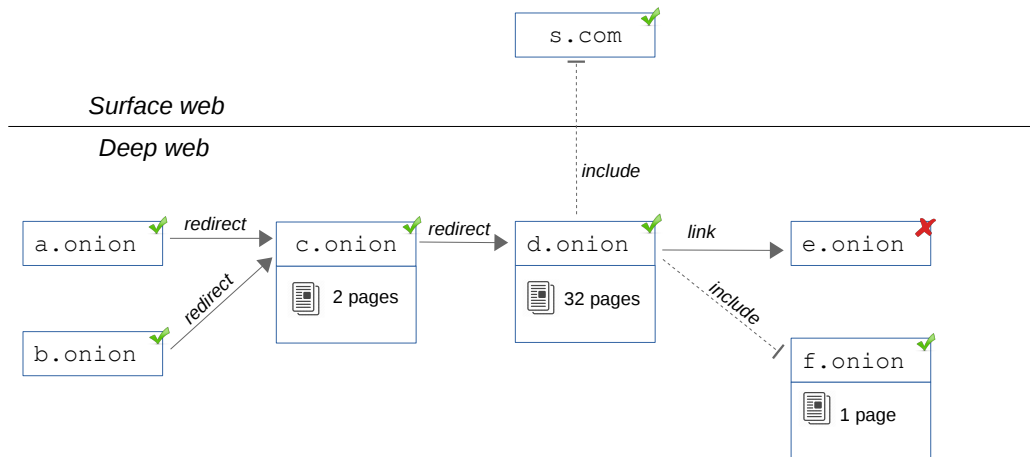 s.com
Surface web
Deep web
include
a.onion
redirect
c.onion
redirect
d.onion
link
e.onion
2 pages
32 pages
redirect
include
b.onion
f.onion
1 page